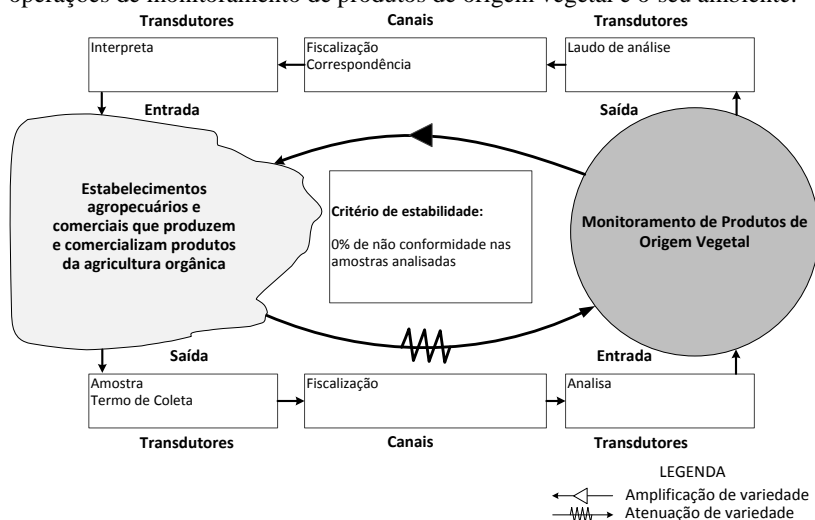 operações de monitoramento de produtos de origem vegetal e o seu ambiente.
Transdutores
Canais
Transdutores
Interpreta
Fiscalização
Correspondência
Laudo de análise
Entrada
Saída
Estabelecimentos
agropecuários e
comerciais que produzem
e comercializam produtos
da agricultura orgânica
Critério de estabilidade:
0% de não conformidade nas
amostras analisadas
Monitoramento de Produtos de
Origem Vegetal
Saída
Entrada
Amostra
Termo de Coleta
Fiscalização
Analisa
Transdutores
Canais
Transdutores
LEGENDA
Amplificação de variedade
Atenuação de variedade